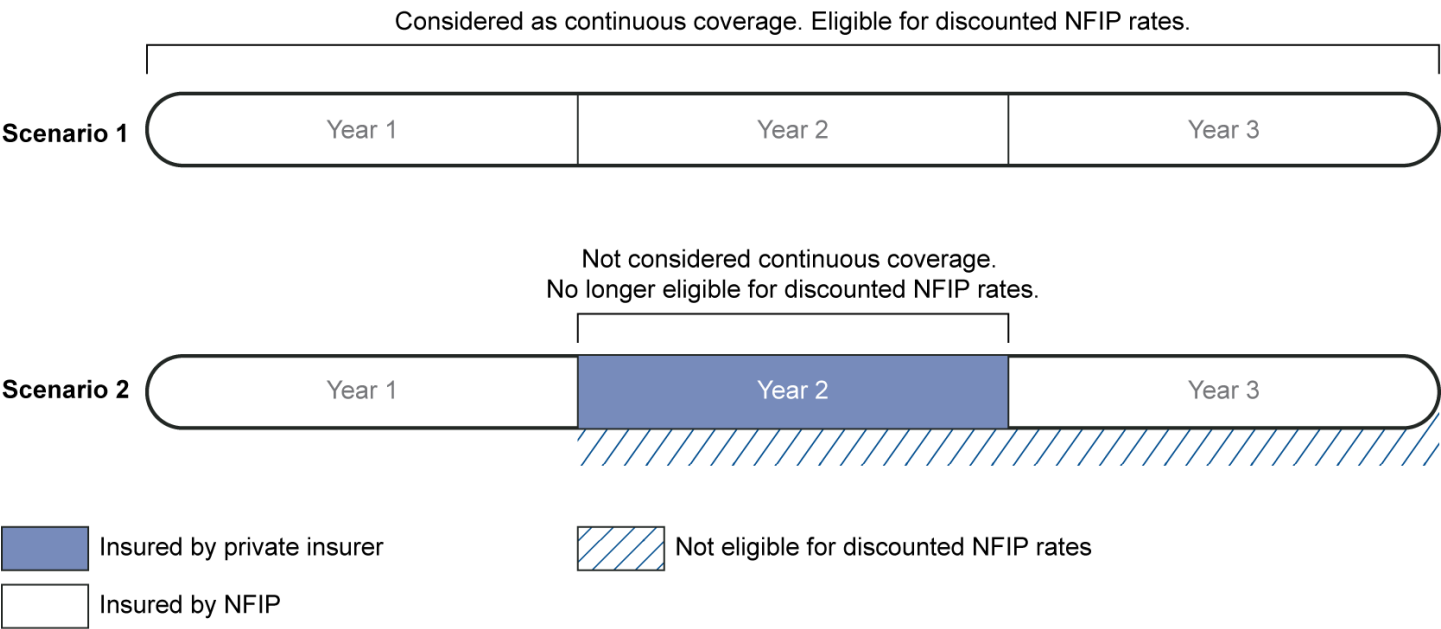 Considered as continuous coverage. Eligible for discounted NFIP rates.
Scenario 1
Year 1
Year 2
Year 3
Not considered continuous coverage.
No longer eligible for discounted NFIP rates.
Scenario 2
Year 1
Year 2
Year 3
Insured by private insurer
Not eligible for discounted NFIP rates
Insured by NFIP